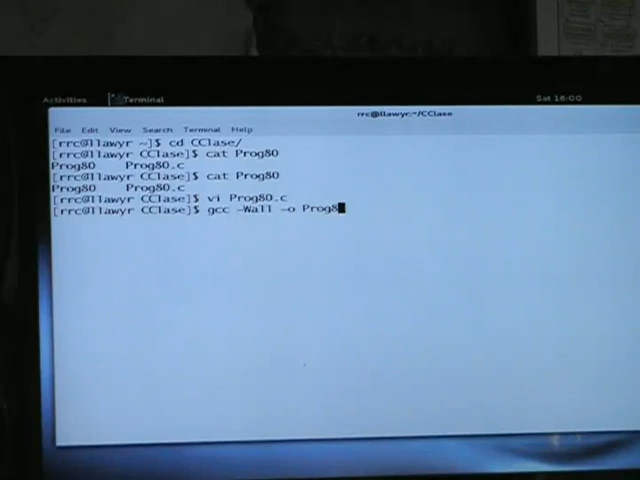 Activities Terminal Sat 16:00
rrc@llawyr:~/CClase
File Edit View Search Terminal Help
[rrc@llawyr ~]$ cd CClase/
[rrc@llawyr CClase]$ cat Prog80
Prog80 Prog80.c
[rrc@llawyr CClase]$ cat Prog80
Prog80 Prog80.c
[rrc@llawyr CClase]$ vi Prog80.c
[rrc@llawyr CClase]$ gcc -Wall -o Prog8